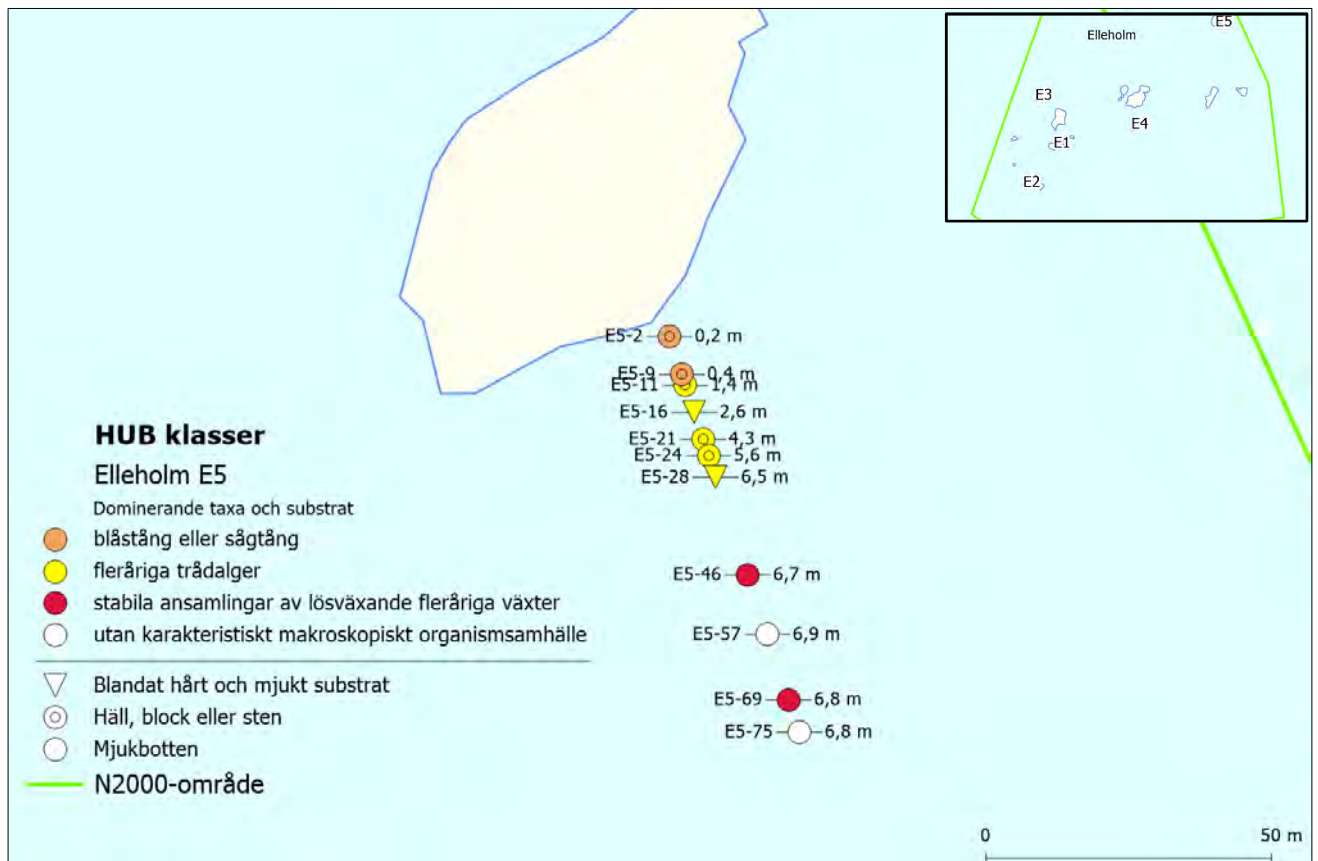 Elleholm
E5
E3
E4
E1
E2
E5-2 0,2 m
E5-9 0,4 m
E5-11 1,4 m
E5-16 2,6 m
E5-21 4,3 m
E5-24 5,6 m
E5-28 6,5 m
E5-46 6,7 m
E5-57 6,9 m
E5-69 6,8 m
E5-75 6,8 m
HUB klasser
Elleholm E5
Dominerande taxa och substrat
blåstång eller sågtång
fleråriga trådalger
stabila ansamlingar av lösväxande fleråriga växter
utan karakteristiskt makroskopiskt organismsamhälle
Blandat hårt och mjukt substrat
Häll, block eller sten
Mjukbotten
N2000-område
0 50 m